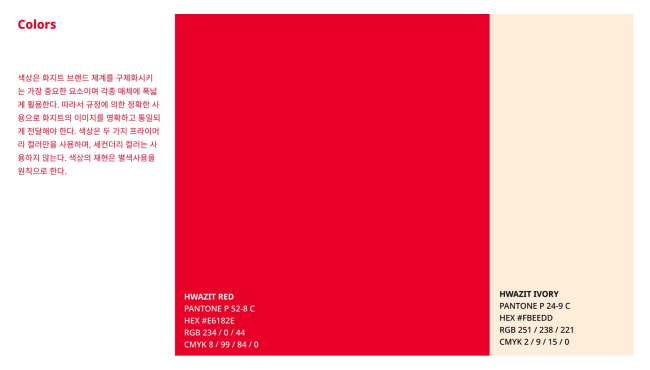 Colors
색상은 화지트 브랜드 체계를 구체화시키
는 가장 중요한 요소이며 각종 매체에 폭넓
게 활용한다. 따라서 규정에 의한 정확한 사
용으로 화지트의 이미지를 명확하고 통일되
게 전달해야 한다. 색상은 두 가지 프라이머
리 컬러만을 사용하며, 세컨더리 컬러는 사
용하지 않는다. 색상의 재현은 별색사용을
원칙으로 한다.
HWAZIT RED
PANTONE P 52-8 C
HEX #E6182E
RGB 234 / 0 / 44
CMYK 8 / 99 / 84 / 0
HWAZIT IVORY
PANTONE P 24-9 C
HEX #FBEEDD
RGB 251 / 238 / 221
CMYK 2 / 9 / 15 / 0